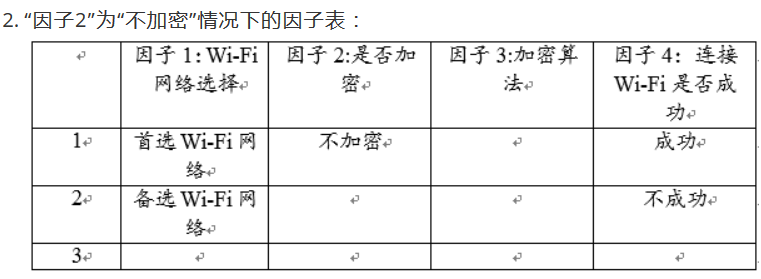 2. “因子2”为“不加密”情况下的因子表：
因子 1：Wi-Fi 因子 2:是否加 因子 3:加密算 因子 4：连接
网络选择 密 法 Wi-Fi 是否成
功
1 首选 Wi-Fi 网 不加密 成功
络
2 备选 Wi-Fi 网 不成功
络
3